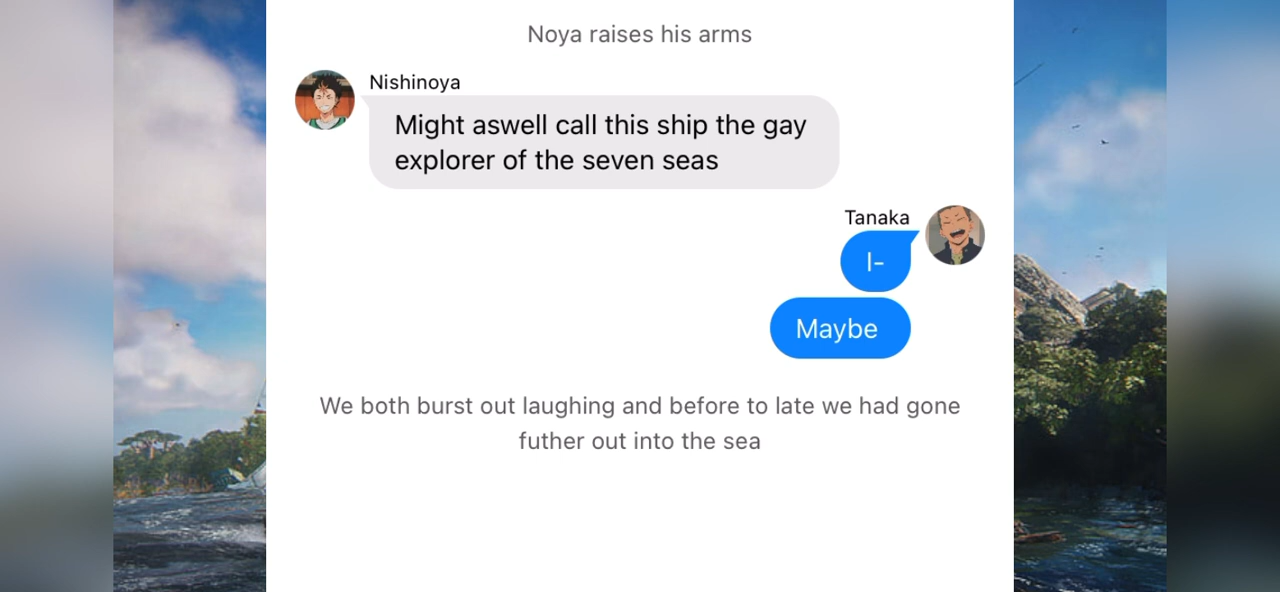 Noya raises his arms
Nishinoya
Might aswell call this ship the gay
explorer of the seven seas
Tanaka
I-
Maybe
We both burst out laughing and before to late we had gone
futher out into the sea